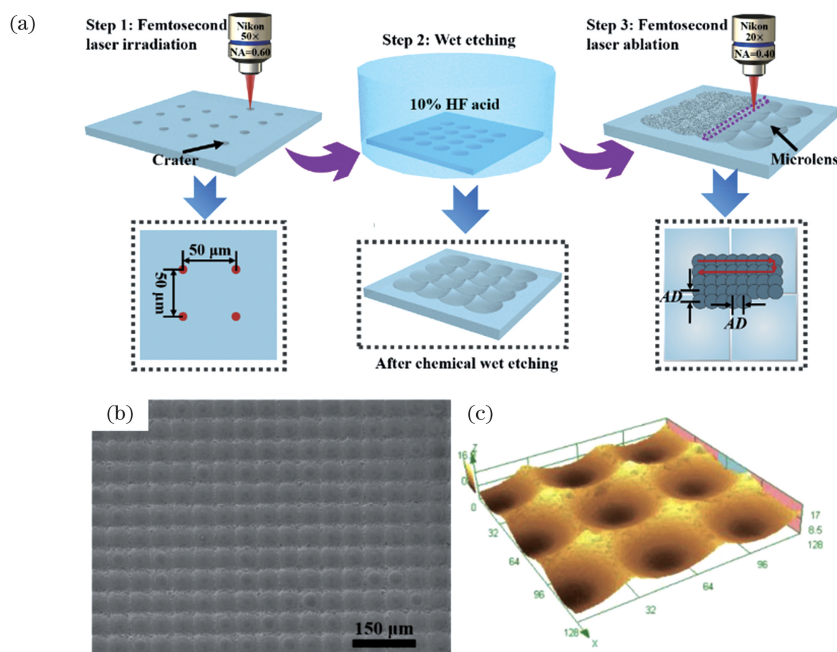 (a)
Step 1: Femtosecond
laser irradiation
Nikon
50×
NA=0.60
Crater
Step 2: Wet etching
10% HF acid
Step 3: Femtosecond
laser ablation
Nikon
20×
NA=0.40
Microlens
50 μm
50 μm
After chemical wet etching
AD
AD
(b)
150 μm
(c)
Z
0
0
32
64
96
128
X
32
64
96
128
8.5
17